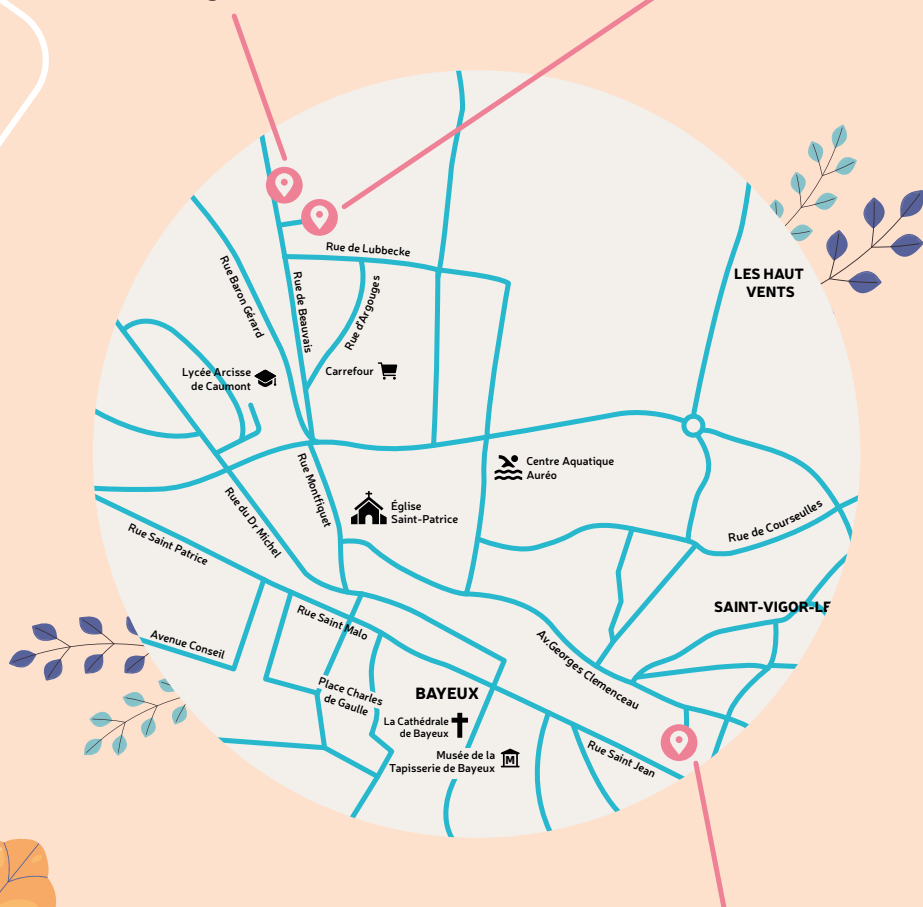 LES HAUT
VENTS
Rue de Lubbecke
Rue Baron Gérard
Rue de Beauvais
Rue d'Argouges
Lycée Arcisse
de Caumont
Carrefour
Centre Aquatique
Auréo
Église
Saint-Patrice
Rue Montfiquet
Rue du Dr Michel
Rue de Courseulles
Rue Saint Patrice
SAINT-VIGOR-LE
Rue Saint Malo
Avenue Conseil
Av.Georges Clemenceau
Place Charles
de Gaulle
BAYEUX
La Cathédrale
de Bayeux
Musée de la
Tapisserie de Bayeux
M
Rue Saint Jean